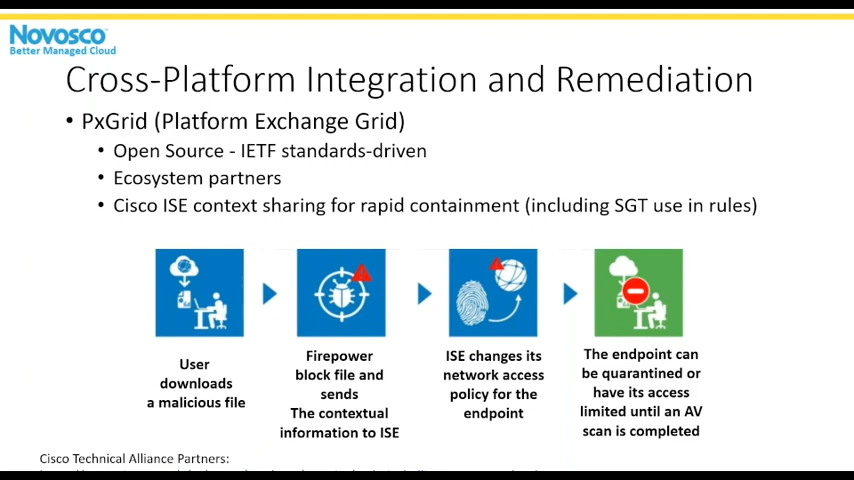 Novosco
Better Managed Cloud
Cross-Platform Integration and Remediation
• PxGrid (Platform Exchange Grid)
• Open Source - IETF standards-driven
• Ecosystem partners
• Cisco ISE context sharing for rapid containment (including SGT use in rules)
User
downloads
a malicious file
Firepower
block file and
sends
The contextual
information to ISE
ISE changes its
network access
policy for the
endpoint
The endpoint can
be quarantined or
have its access
limited until an AV
scan is completed
Cisco Technical Alliance Partners: